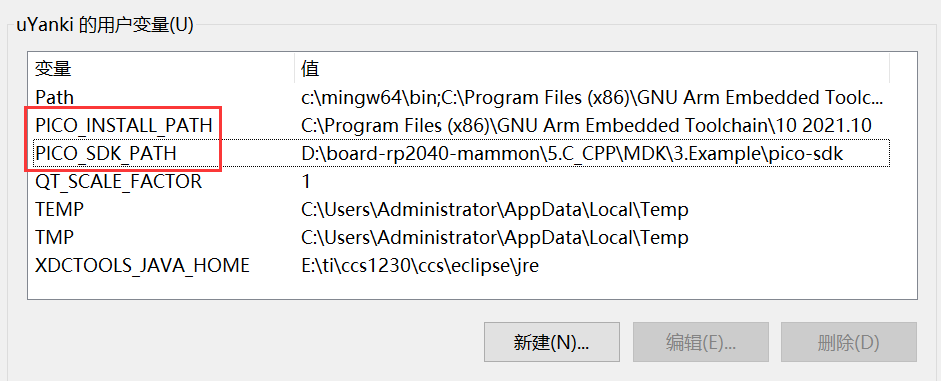 uYanki 的用户变量(U)
变量 值
Path c:\mingw64\bin;C:\Program Files (x86)\GNU Arm Embedded Toolc...
PICO_INSTALL_PATH C:\Program Files (x86)\GNU Arm Embedded Toolchain\10 2021.10
PICO_SDK_PATH D:\board-rp2040-mammon\5.C_CPP\MDK\3.Example\pico-sdk
QT_SCALE_FACTOR 1
TEMP C:\Users\Administrator\AppData\Local\Temp
TMP C:\Users\Administrator\AppData\Local\Temp
XDCTOOLS_JAVA_HOME E:\ti\ccs1230\ccs\eclipse\jre
新建(N)... 编辑(E)... 删除(D)